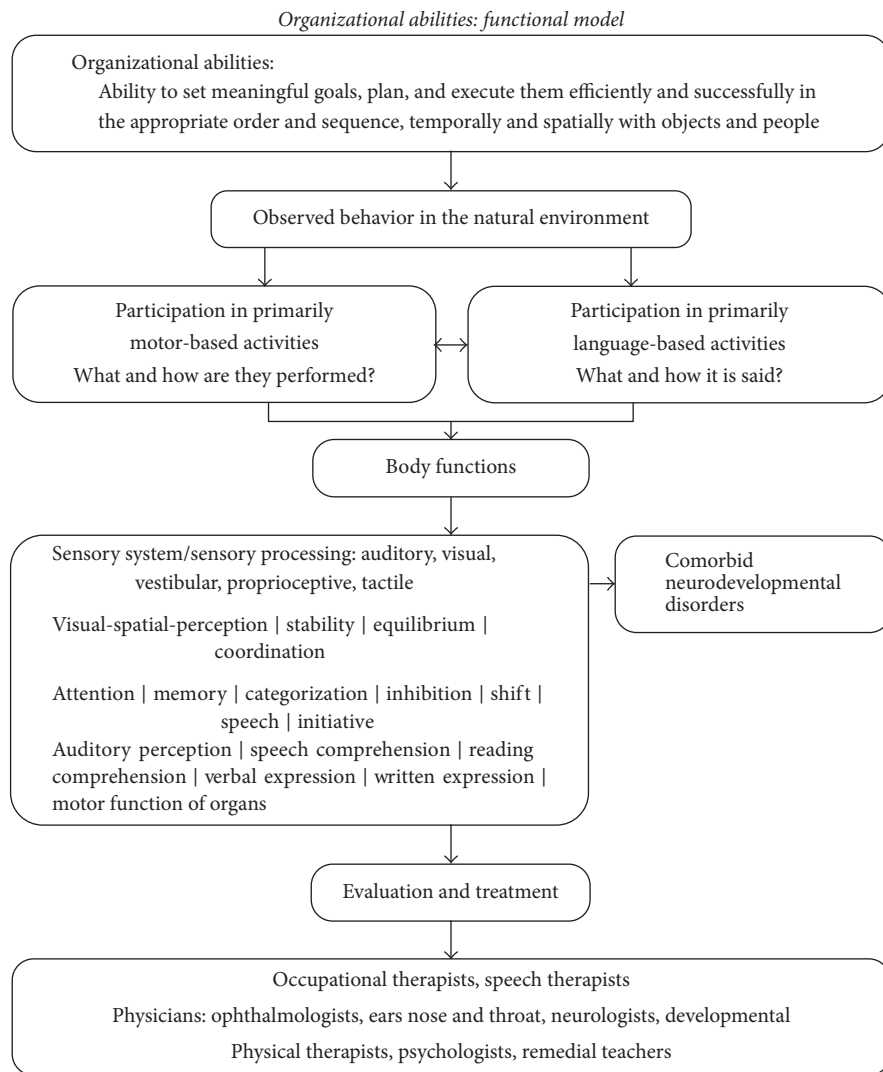 Organizational abilities: functional model
Organizational abilities:
Ability to set meaningful goals, plan, and execute them efficiently and successfully in
the appropriate order and sequence, temporally and spatially with objects and people
Observed behavior in the natural environment
Participation in primarily
motor-based activities
What and how are they performed?
Participation in primarily
language-based activities
What and how it is said?
Body functions
Sensory system/sensory processing: auditory, visual,
vestibular, proprioceptive, tactile
Visual-spatial-perception | stability | equilibrium |
coordination
Attention | memory | categorization | inhibition | shift |
speech | initiative
Auditory perception | speech comprehension | reading
comprehension | verbal expression | written expression |
motor function of organs
Comorbid
neurodevelopmental
disorders
Evaluation and treatment
Occupational therapists, speech therapists
Physicians: ophthalmologists, ears nose and throat, neurologists, developmental
Physical therapists, psychologists, remedial teachers